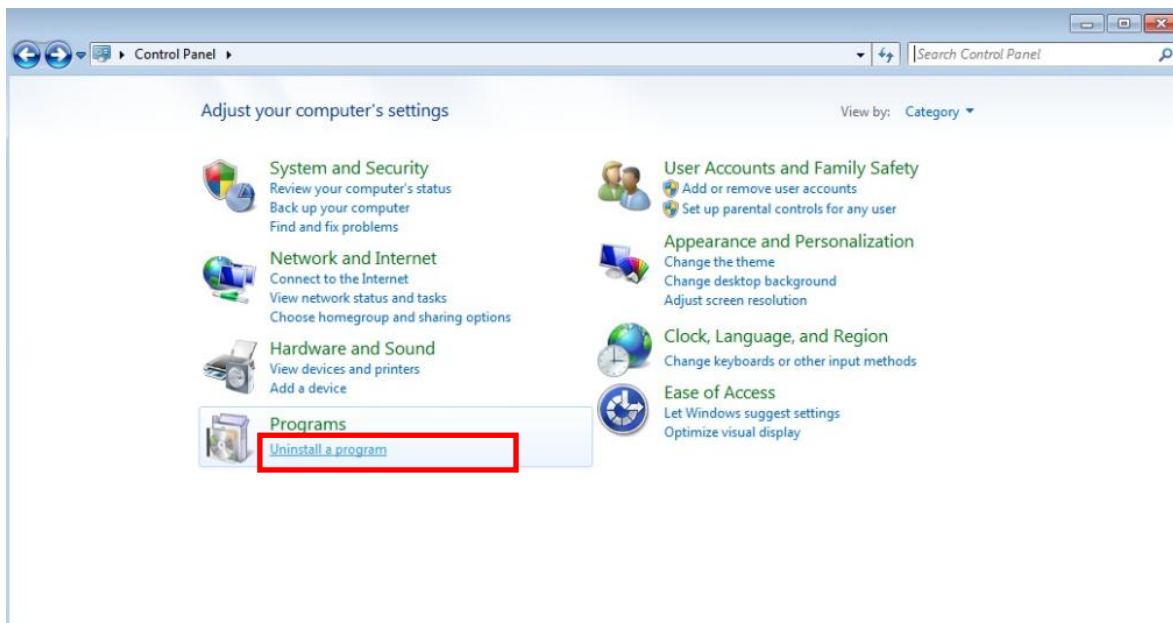 Control Panel
Search Control Panel
Adjust your computer's settings
View by: Category
System and Security
Review your computer's status
Back up your computer
Find and fix problems
Network and Internet
Connect to the Internet
View network status and tasks
Choose homegroup and sharing options
Hardware and Sound
View devices and printers
Add a device
Programs
Uninstall a program
User Accounts and Family Safety
Add or remove user accounts
Set up parental controls for any user
Appearance and Personalization
Change the theme
Change desktop background
Adjust screen resolution
Clock, Language, and Region
Change keyboards or other input methods
Ease of Access
Let Windows suggest settings
Optimize visual display